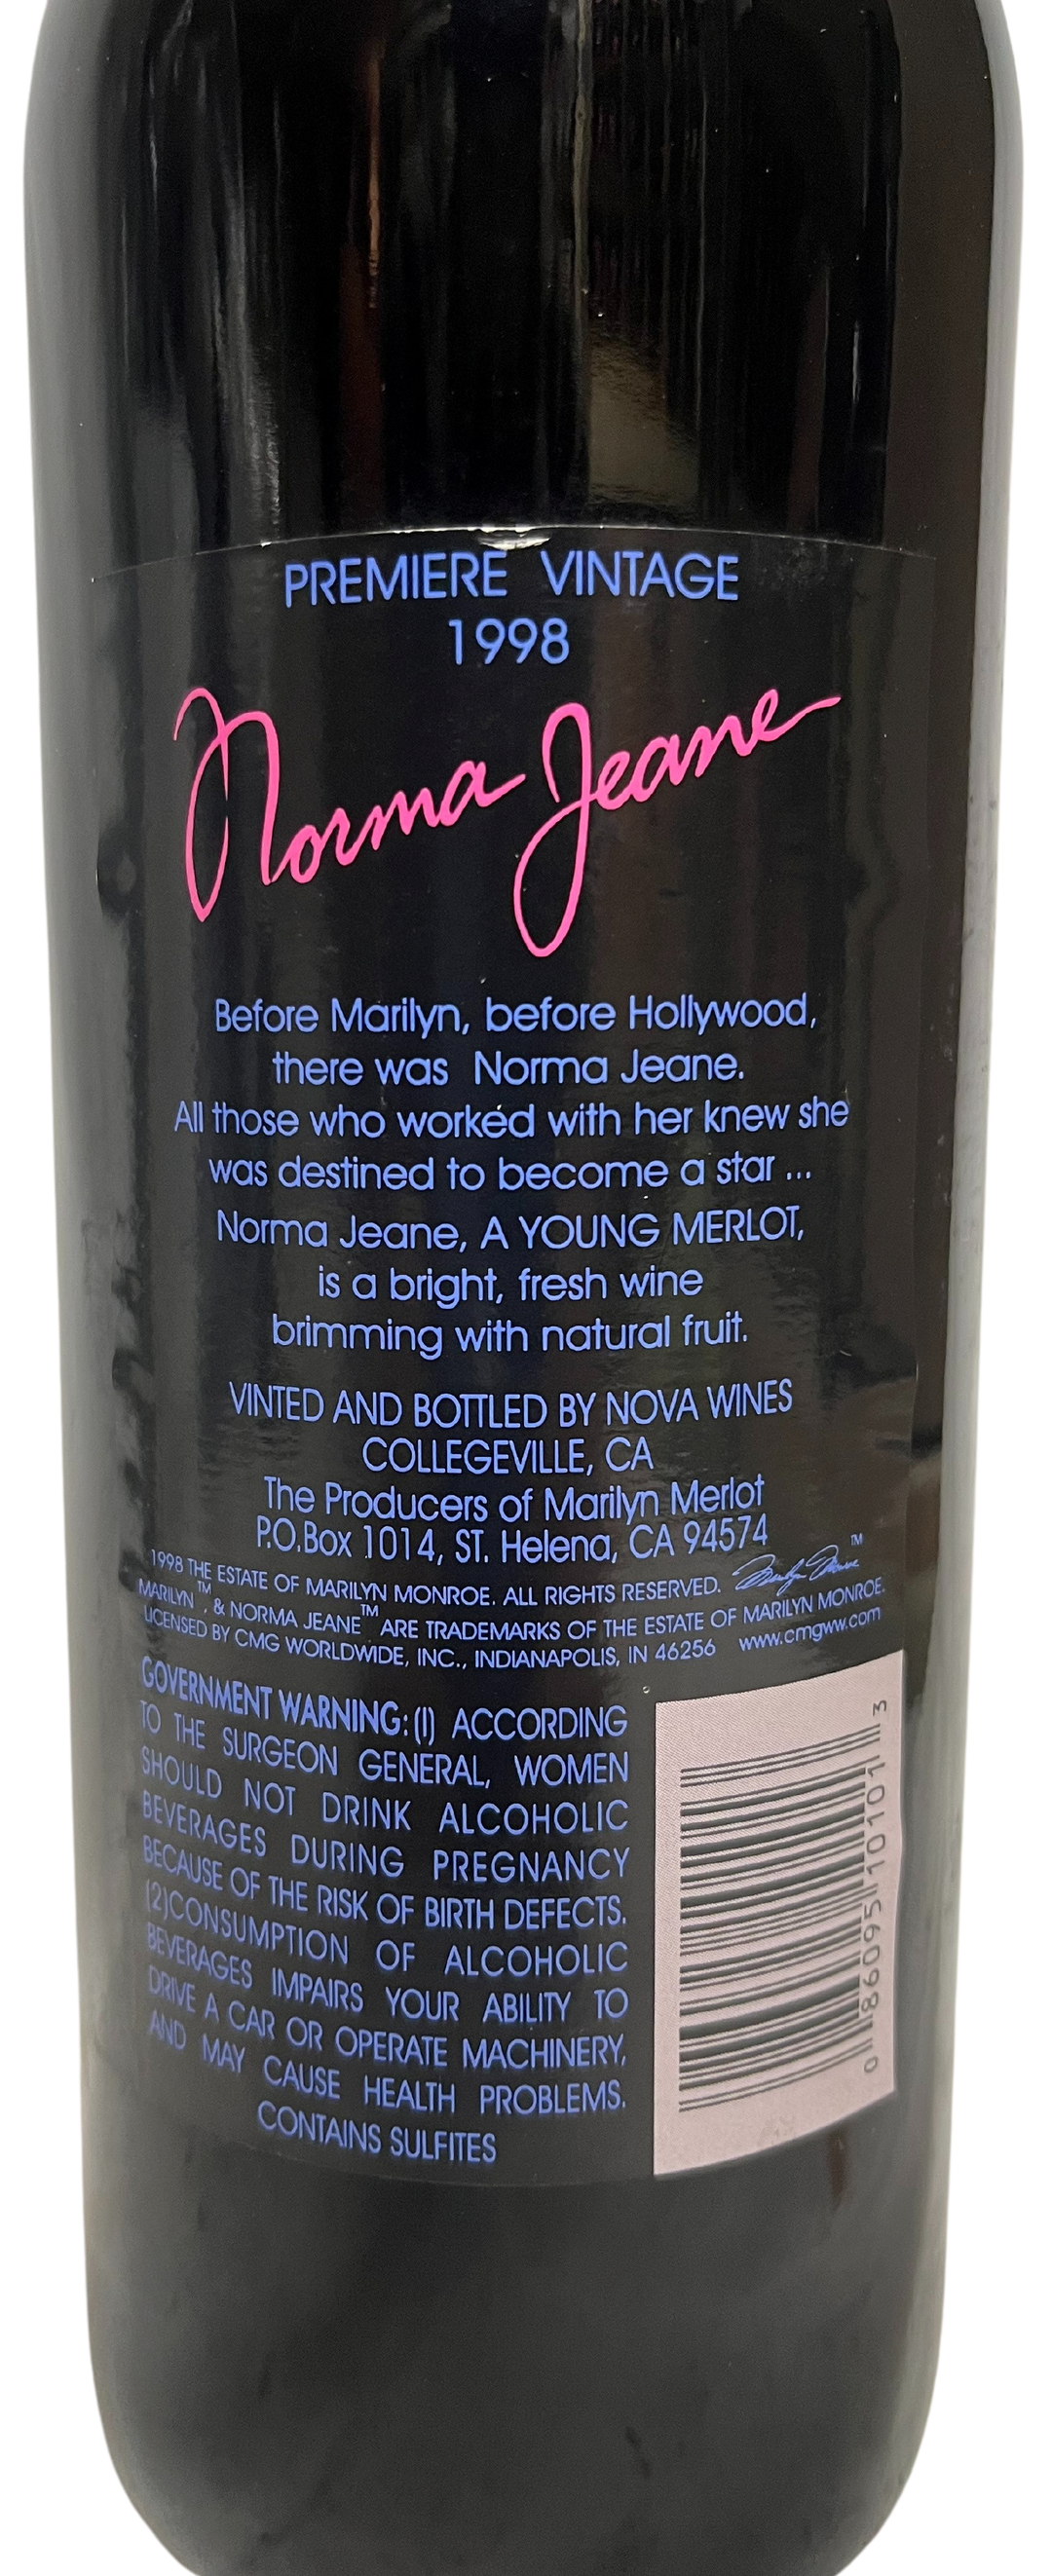 PREMIERE VINTAGE
1998
Norma Jeane
Before Marilyn, before Hollywood,
there was Norma Jeane.
All those who worked with her knew she
was destined to become a star ...
Norma Jeane, A YOUNG MERLOT,
is a bright, fresh wine
brimming with natural fruit.
VINTED AND BOTTLED BY NOVA WINES
COLLEGEVILLE, CA
The Producers of Marilyn Merlot
P.O.Box 1014, ST. Helena, CA 94574
1998 THE ESTATE OF MARILYN MONROE. ALL RIGHTS RESERVED. Marilyn Monroe™
MARILYN™, & NORMA JEANE™ ARE TRADEMARKS OF THE ESTATE OF MARILYN MONROE.
LICENSED BY CMG WORLDWIDE, INC., INDIANAPOLIS, IN 46256 www.cmgww.com
GOVERNMENT WARNING: (1) ACCORDING
TO THE SURGEON GENERAL, WOMEN
SHOULD NOT DRINK ALCOHOLIC
BEVERAGES DURING PREGNANCY
BECAUSE OF THE RISK OF BIRTH DEFECTS.
(2)CONSUMPTION OF ALCOHOLIC
BEVERAGES IMPAIRS YOUR ABILITY TO
DRIVE A CAR OR OPERATE MACHINERY,
AND MAY CAUSE HEALTH PROBLEMS.
CONTAINS SULFITES
0 86095 10101 3